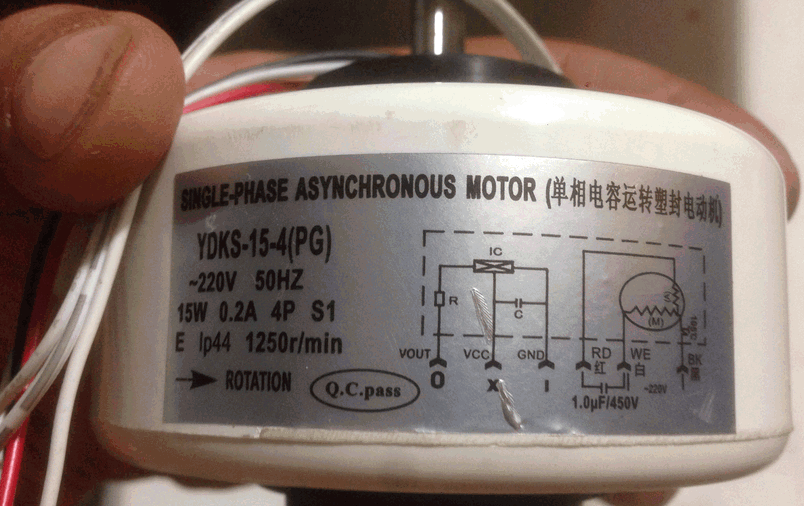 SINGLE-PHASE ASYNCHRONOUS MOTOR (单相电容运转塑封电动机)
YDKS-15-4(PG)
~220V 50HZ
15W 0.2A 4P S1
E Ip44 1250r/min
ROTATION
Q.C.pass
IC
R
C
(M)
VOUT VCC GND RD WE BK
红 白 黑
O X I
~220V
1.0µF/450V